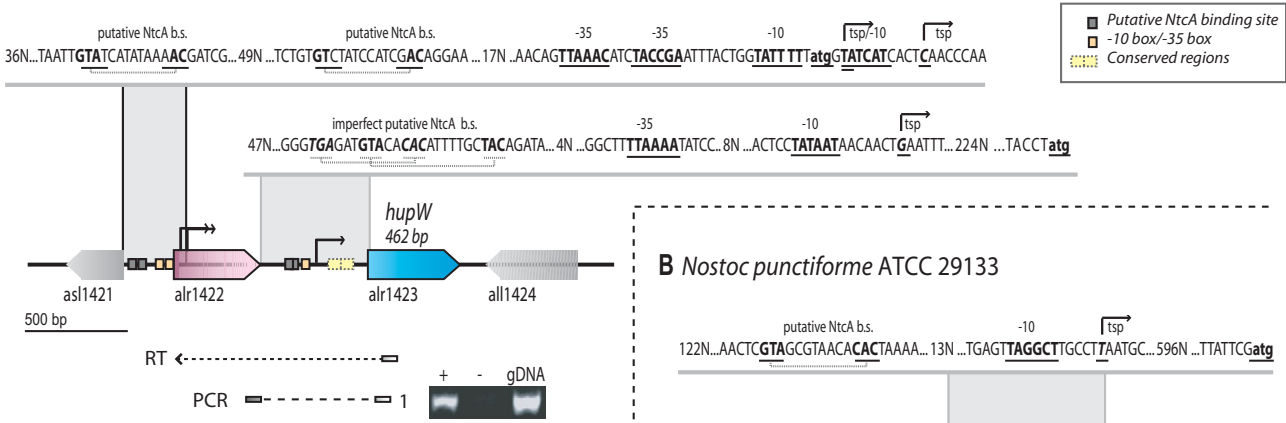 putative NtcA b.s.
putative NtcA b.s.
-35
-35
-10
tsp/-10
tsp
36N...TAATTGTATCATATAAAACGATCG...49N...TCTGTGTCTATCCATCGACAGGAA ...17N...AACAGTTAAACATCTACCGAATTTACTGGTATTTTTatgGTATCATCACTCAACCCAA
Putative NtcA binding site
-10 box/-35 box
Conserved regions
imperfect putative NtcA b.s.
-35
-10
tsp
47N...GGGTGAGATGTACACACATTTTGCTACAGATA... 4N ...GGCTTTTAAAATATCC.. 8N ...ACTCCTATAATAACAACTGAATTT... 224N ...TACCTatg
hupW
462 bp
asl1421
alr1422
alr1423
all1424
500 bp
RT
PCR
1
+
-
gDNA
B Nostoc punctiforme ATCC 29133
putative NtcA b.s.
-10
tsp
122N...AACTCGTAGCGTAACACACTAAAA... 13N ...TGAGTTAGGCTTGCCTTAATGC... 596N ...TTATTCGatg